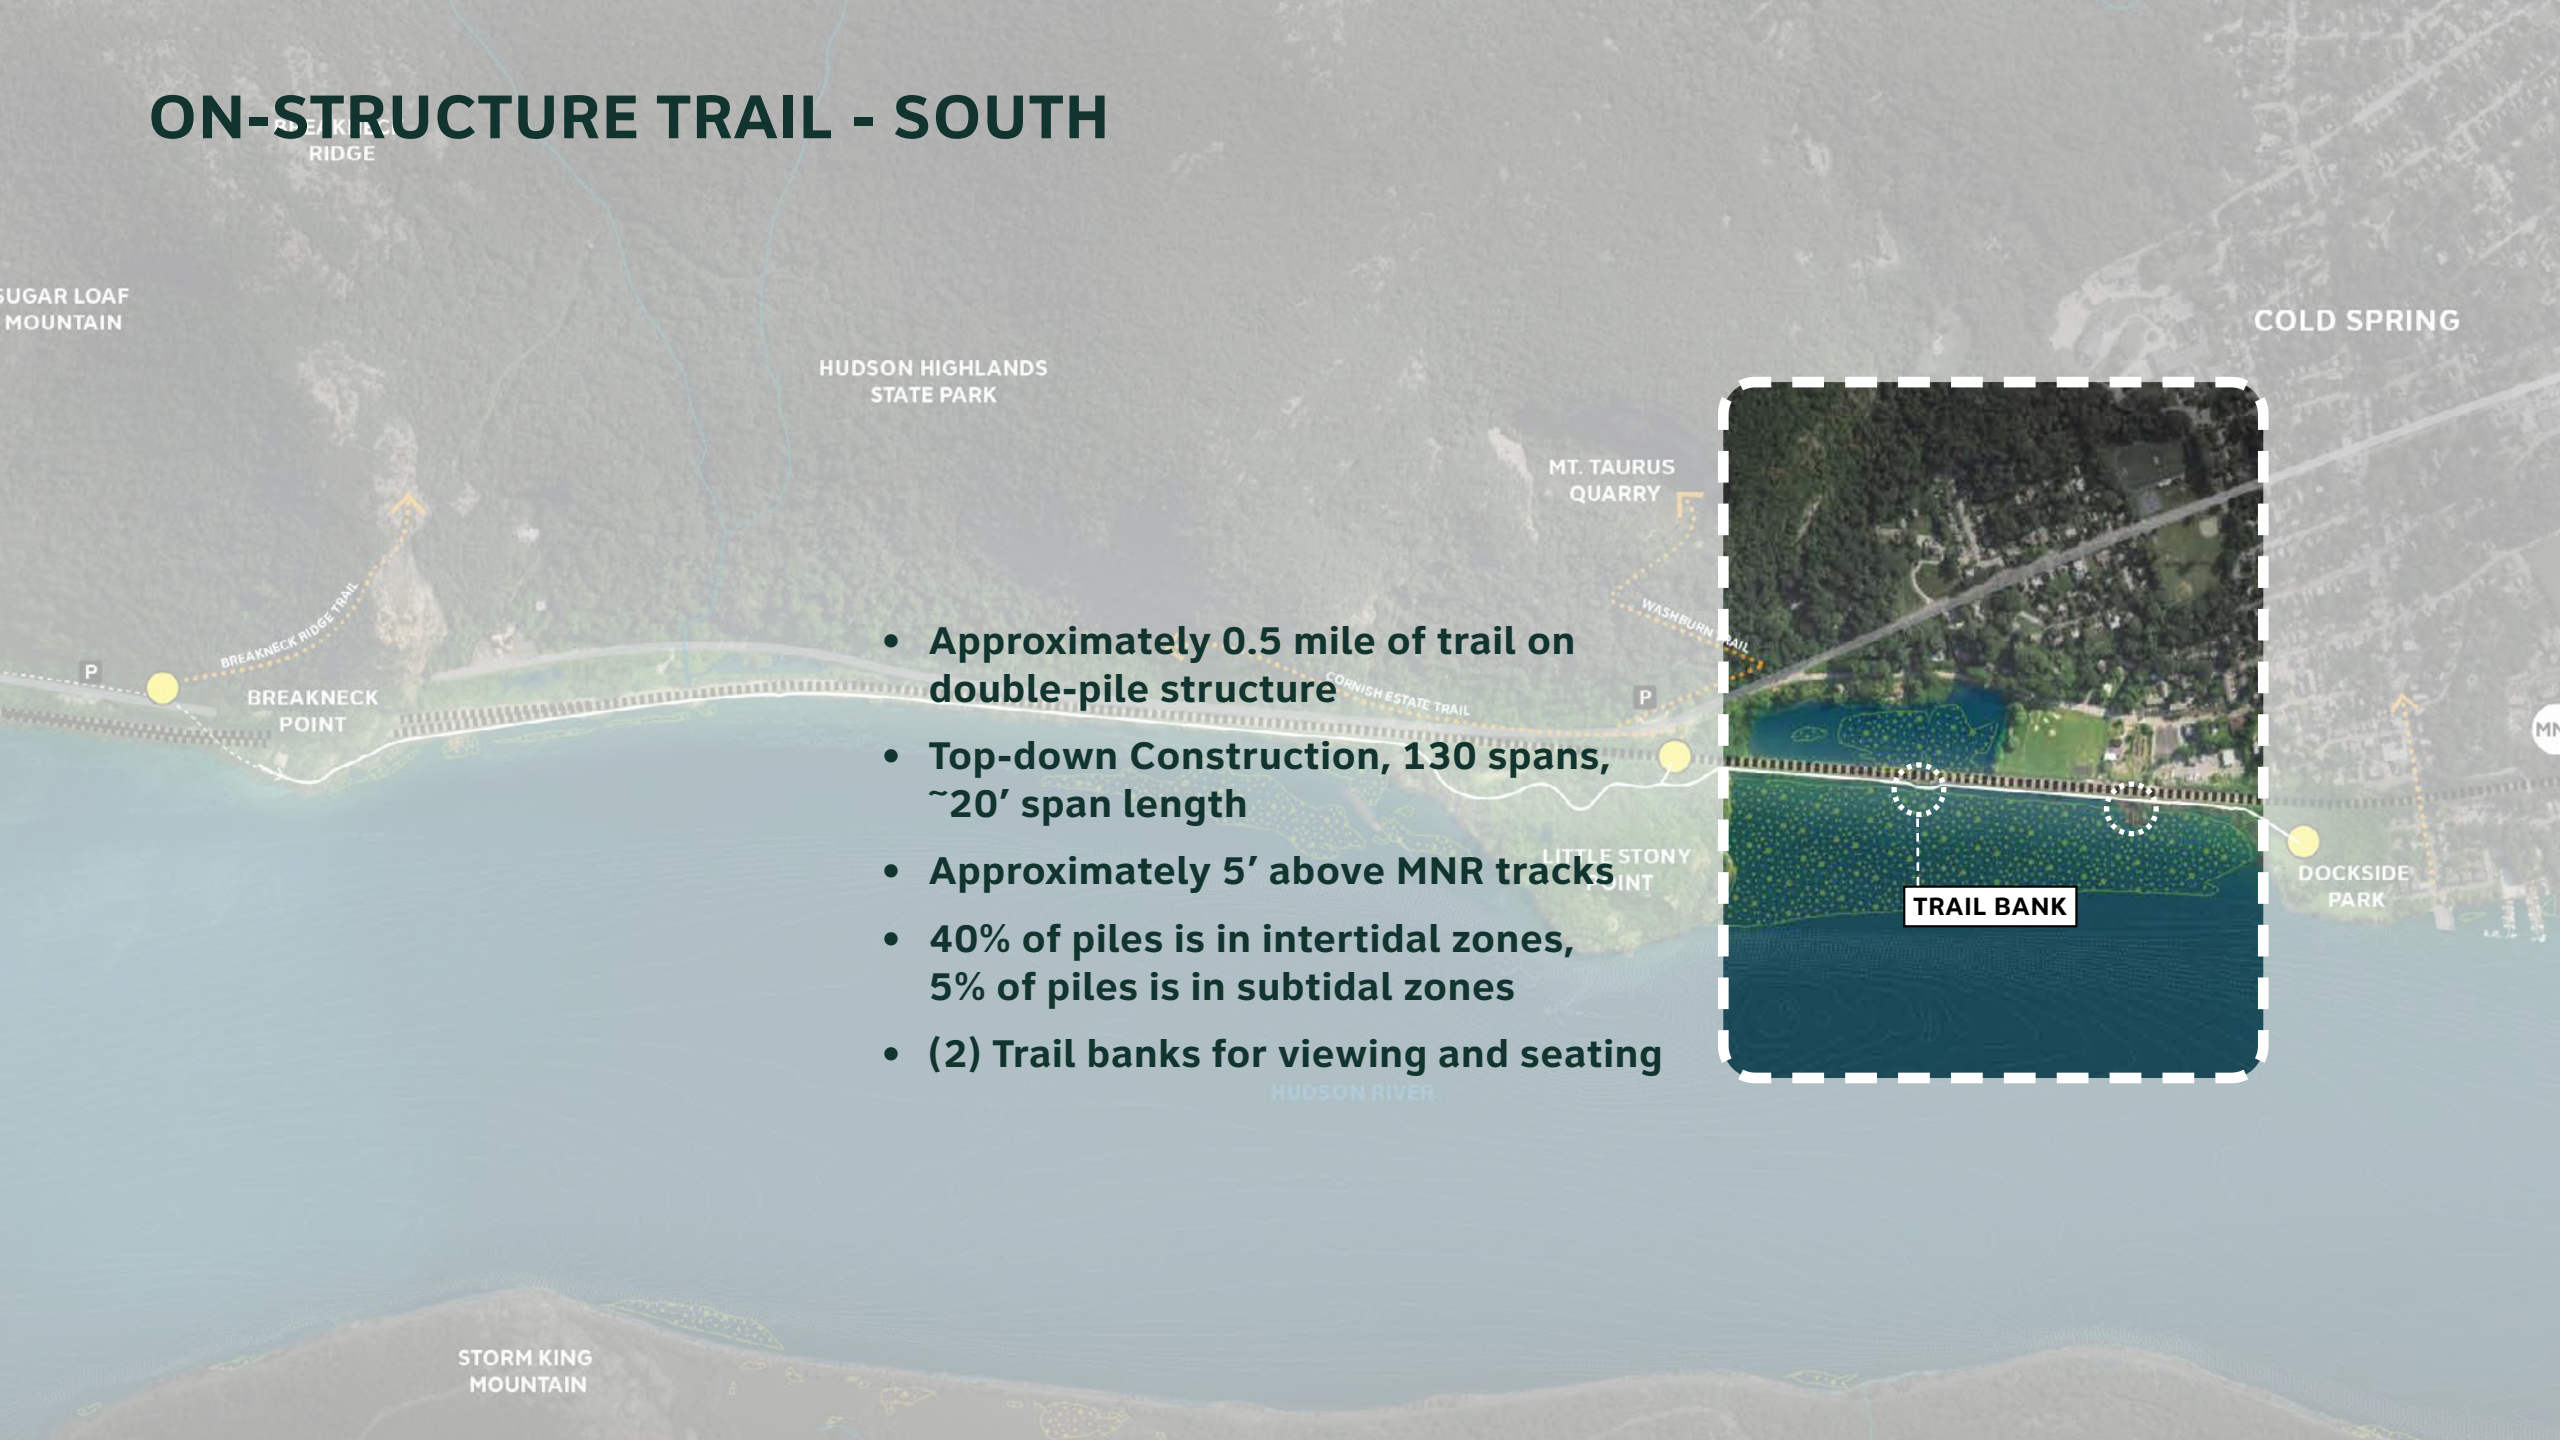 ON-STRUCTURE TRAIL - SOUTH
BREAKNECK
RIDGE
SUGAR LOAF
MOUNTAIN
COLD SPRING
HUDSON HIGHLANDS
STATE PARK
MT. TAURUS
QUARRY
BREAKNECK RIDGE TRAIL
WASHBURN TRAIL
P
BREAKNECK
POINT
CORNISH ESTATE TRAIL
P
• Approximately 0.5 mile of trail on
double-pile structure
• Top-down Construction, 130 spans,
~20’ span length
• Approximately 5’ above MNR tracks
• 40% of piles is in intertidal zones,
5% of piles is in subtidal zones
• (2) Trail banks for viewing and seating
LITTLE STONY
POINT
TRAIL BANK
DOCKSIDE
PARK
HUDSON RIVER
STORM KING
MOUNTAIN